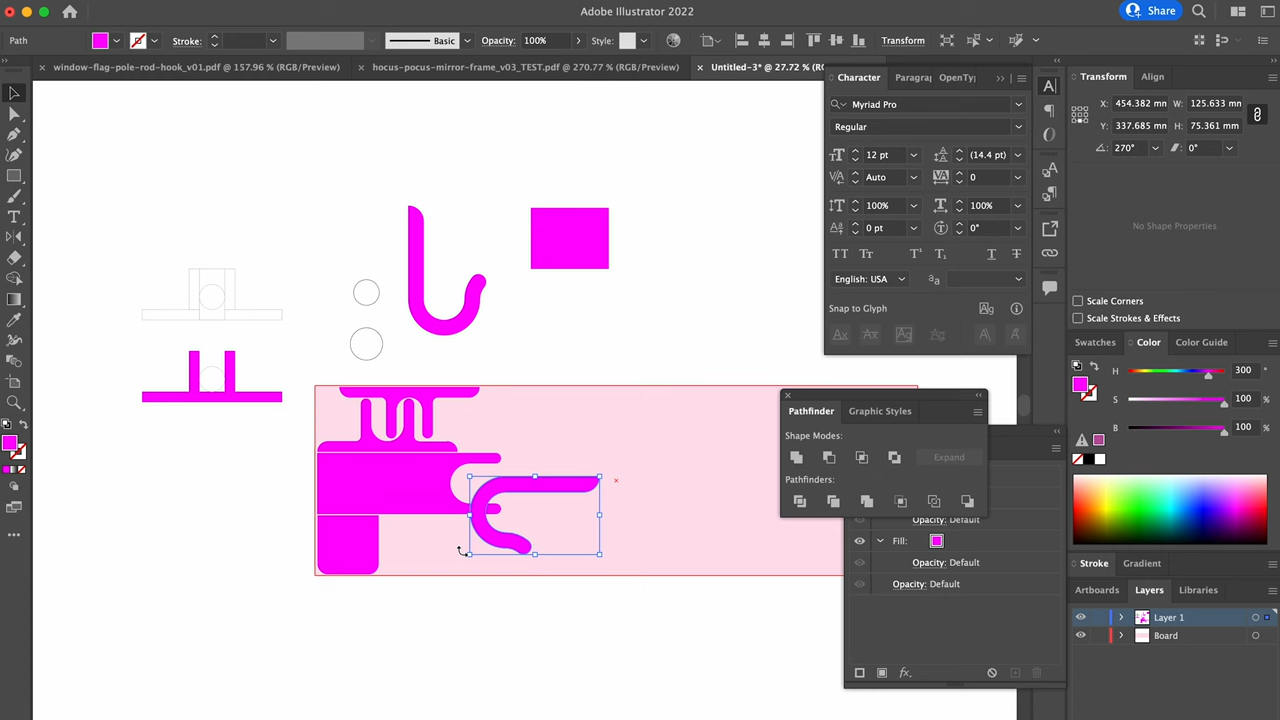 Adobe Illustrator 2022
Share
Path
Stroke:
Basic
Opacity: 100%
Style:
Transform
window-flag-pole-rod-hook_v01.pdf @ 157.96 % (RGB/Preview)
hocus-pocus-mirror-frame_v03_TEST.pdf @ 270.77 % (RGB/Preview)
Untitled-3* @ 27.72 % (RG
Character
Paragra
OpenTy
Myriad Pro
Regular
12 pt
(14.4 pt)
Auto
0
100%
100%
0 pt
0°
English: USA
Snap to Glyph
Transform
Align
X: 454.382 mn
W: 125.633 mn
Y: 337.685 mn
H: 75.361 mm
270°
0°
No Shape Properties
Scale Corners
Scale Strokes & Effects
Swatches
Color
Color Guide
H 300 °
S 100 %
B 100 %
Pathfinder
Graphic Styles
Shape Modes:
Expand
Pathfinders:
Opacity: Default
Fill:
Opacity: Default
Opacity: Default
Stroke
Gradient
Artboards
Layers
Libraries
Layer 1
Board